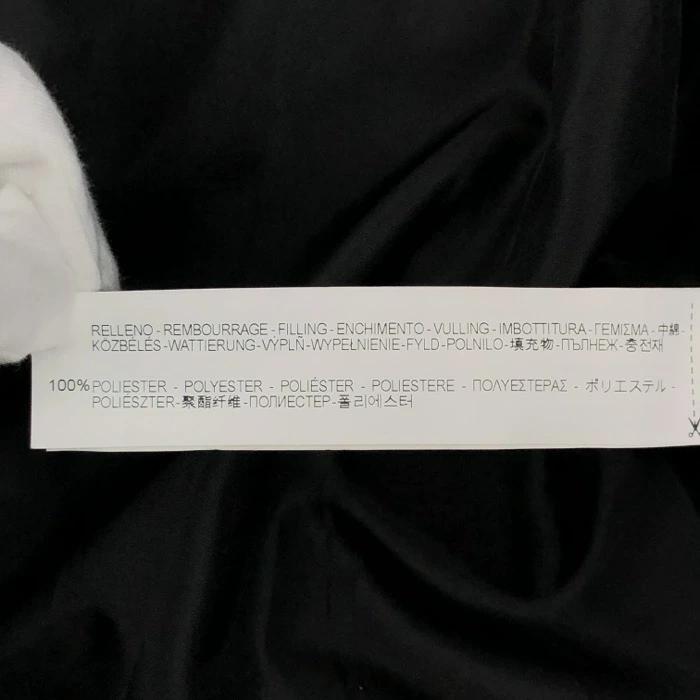 RELLENO - REMBOURRAGE - FILLING - ENCHIMENTO - VULLING - IMBOTTITURA - ΓΕΜΙΣΜΑ - 中綿 -
KÖZBÉLÉS - WATTIERUNG - VÝPLŇ - WYPEŁNIENIE - FYLD - POLNILO - 填充物 - ПЪЛНЕЖ - 충전재
100% POLIESTER - POLYESTER - POLIÉSTER - POLIESTERE - ΠΟΛΥΕΣΤΕΡΑΣ - ポリエステル -
POLIÉSZTER - 聚酯纤维 - ПОЛИЕСТЕР - 폴리에스터